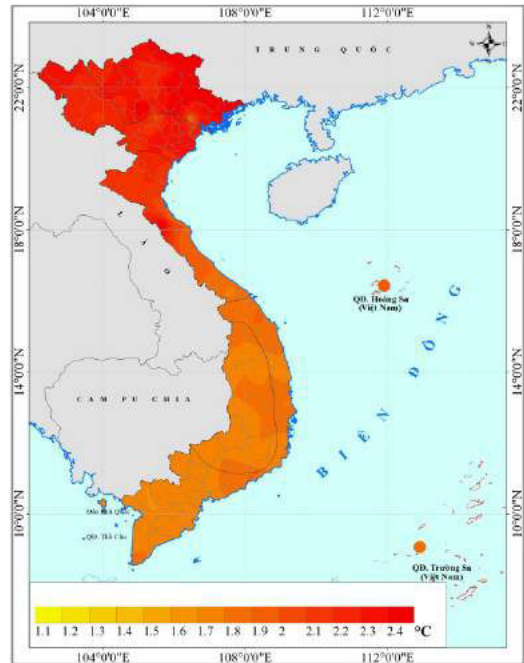 104°0'0"E 108°0'0"E 112°0'0"E
N
TRUNG QUỐC
22°0'0"N
22°0'0"N
LÀO
18°0'0"N
18°0'0"N
QĐ. Hoàng Sa
(Việt Nam)
14°0'0"N
14°0'0"N
CAM PU CHIA
BIỂN ĐÔNG
Đảo Phú Quốc
QĐ. Thổ Chu
10°0'0"N
QĐ. Trường Sa
(Việt Nam)
1.1 1.2 1.3 1.4 1.5 1.6 1.7 1.8 1.9 2 2.1 2.2 2.3 2.4 °C
104°0'0"E 108°0'0"E 112°0'0"E